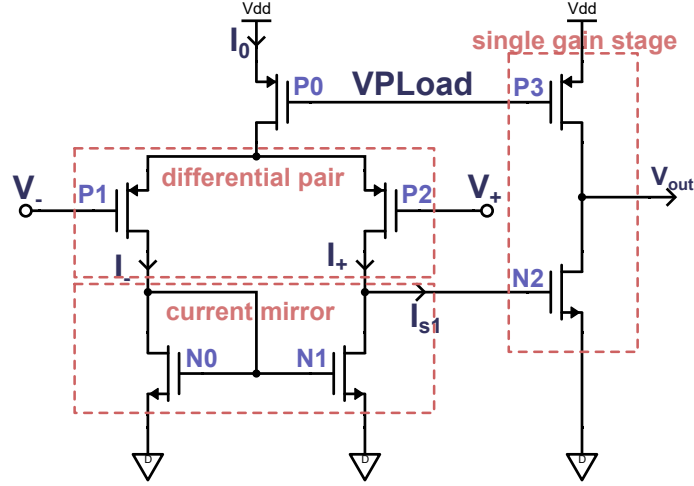 Vdd
Vdd
I0
single gain stage
P0
VPLoad
P3
differential pair
V-
P1
P2
V+
Vout
I-
I+
N2
current mirror
Is1
N0
N1
D
D
D